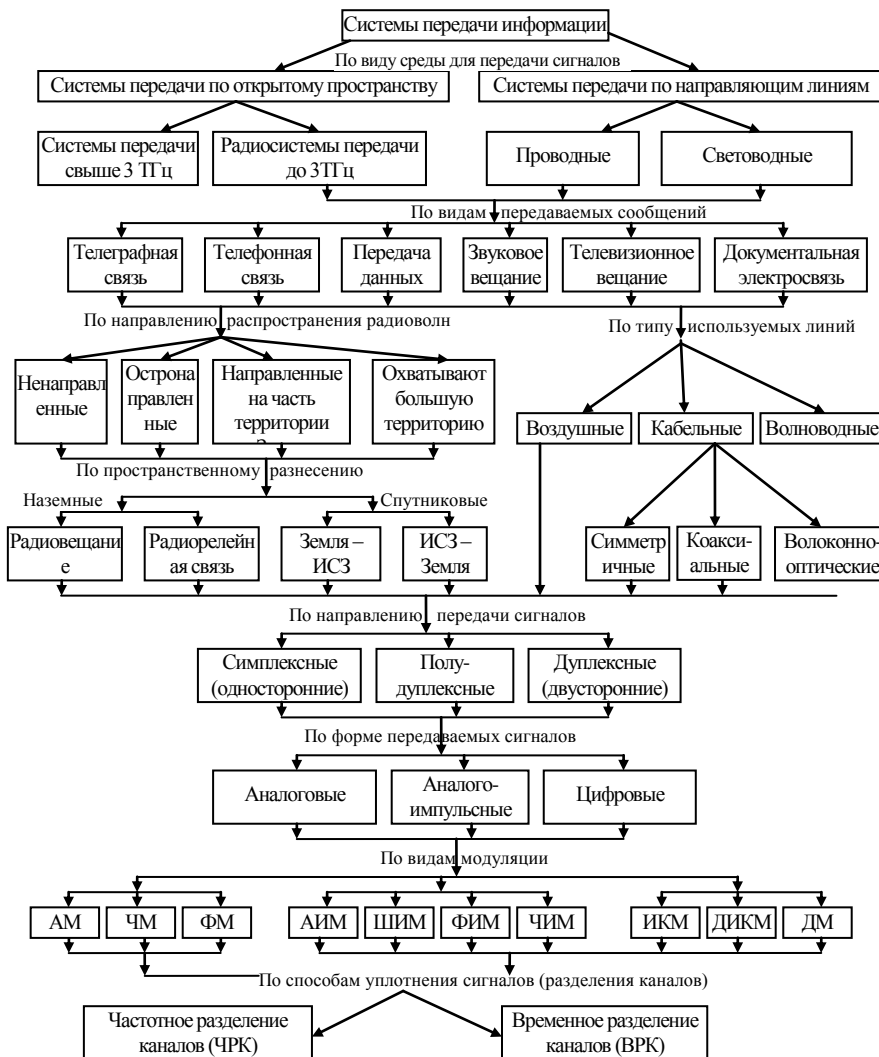 Системы передачи информации
По виду среды для передачи сигналов
Системы передачи по открытому пространству
Системы передачи по направляющим линиям
Системы передачи
свыше 3 ТГц
Радиосистемы передачи
до 3ТГц
Проводные
Световодные
По видам передаваемых сообщений
Телеграфная
связь
Телефонная
связь
Передача
данных
Звуковое
вещание
Телевизионное
вещание
Документальная
электросвязь
По направлению распространения радиоволн
По типу используемых линий
Ненаправл
енные
Острона
правлен
ные
Направленные
на часть
территории
Охватывают
большую
территорию
Воздушные
Кабельные
Волноводные
По пространственному разнесению
Наземные
Спутниковые
Радиовещани
е
Радиорелей
ная связь
Земля –
ИСЗ
ИСЗ –
Земля
Симметр
ичные
Коакси-
альные
Волоконно-
оптические
По направлению передачи сигналов
Симплексные
(односторонние)
Полу-
дуплексные
Дуплексные
(двусторонние)
По форме передаваемых сигналов
Аналоговые
Аналого-
импульсные
Цифровые
По видам модуляции
АМ
ЧМ
ФМ
АИМ
ШИМ
ФИМ
ЧИМ
ИКМ
ДИКМ
ДМ
По способам уплотнения сигналов (разделения каналов)
Частотное разделение
каналов (ЧРК)
Временное разделение
каналов (ВРК)